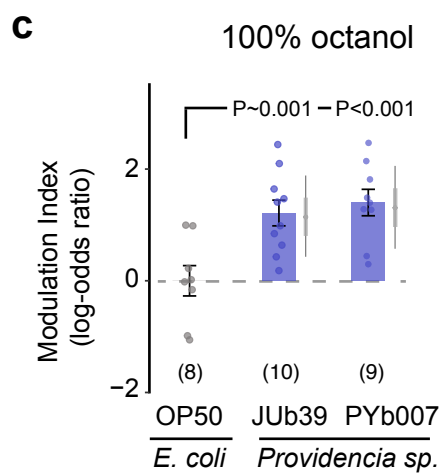 c
100% octanol
P~0.001 P<0.001
Modulation Index
(log-odds ratio)
2
0
−2
(8) (10) (9)
OP50 JUb39 PYb007
E. coli Providencia sp.